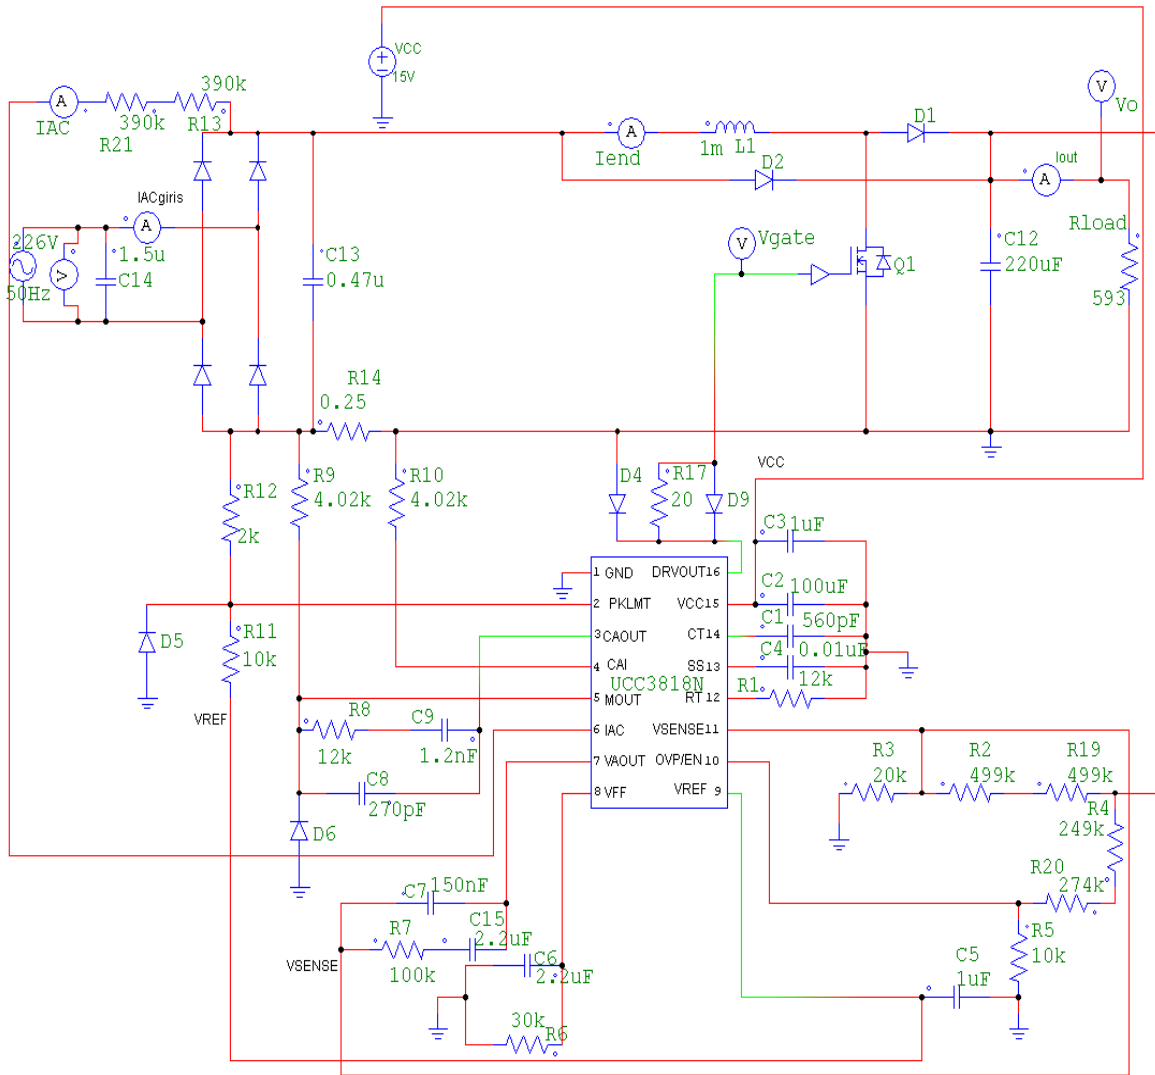 VCC
15V
390k
IAC
390k
R13
R21
A
V
Vo
A
Iend
1m
L1
D1
D2
Iout
A
IACgiris
A
226V
1.5u
C14
V
50Hz
C13
0.47u
V
Vgate
Q1
C12
220uF
Rload
593
R14
0.25
R9
4.02k
R10
4.02k
R12
2k
D4
R17
20
D9
VCC
C3
1uF
C2
100uF
C1
560pF
C4
0.01uF
R1
12k
1 GND
DRVOUT 16
2 PKLMT
VCC 15
3 CAOUT
CT 14
4 CAI
SS 13
UCC3818N
5 MOUT
RT 12
6 IAC
VSENSE 11
7 VAOUT
OVP/EN 10
8 VFF
VREF 9
D5
R11
10k
VREF
R8
12k
C9
1.2nF
C8
270pF
D6
R3
20k
R2
499k
R19
499k
R4
249k
R20
274k
R5
10k
C5
1uF
C7
150nF
C15
2.2uF
R7
100k
VSENSE
C6
2.2uF
30k
R6